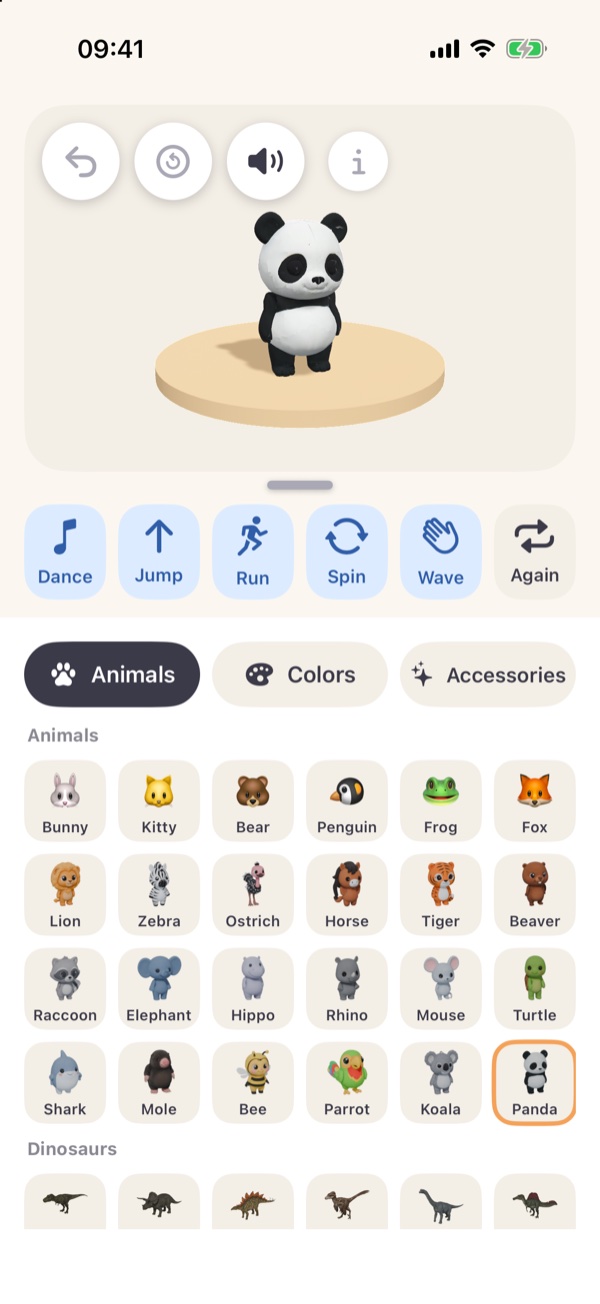 09:41
Dance
Jump
Run
Spin
Wave
Again
Animals
Colors
Accessories
Animals
Bunny
Kitty
Bear
Penguin
Frog
Fox
Lion
Zebra
Ostrich
Horse
Tiger
Beaver
Raccoon
Elephant
Hippo
Rhino
Mouse
Turtle
Shark
Mole
Bee
Parrot
Koala
Panda
Dinosaurs